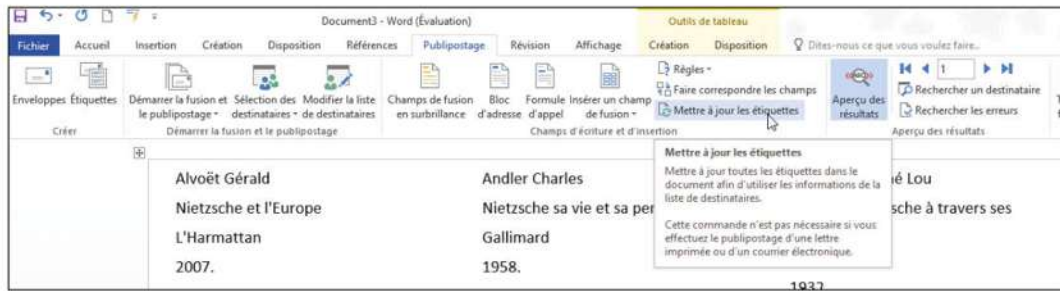 Document3 - Word (Évaluation)
Outils de tableau
Fichier Accueil Insertion Création Disposition Références Publipostage Révision Affichage Création Disposition Dites-nous ce que vous voulez faire...
Enveloppes Étiquettes
Créer
Démarrer la fusion et le publipostage
Sélection des destinataires
Modifier la liste de destinataires
Démarrer la fusion et le publipostage
Champs de fusion en surbrillance
Bloc d'adresse
Formule d'appel
Insérer un champ de fusion
Règles
Faire correspondre les champs
Mettre à jour les étiquettes
Champs d'écriture et d'insertion
Aperçu des résultats
1
Rechercher un destinataire
Rechercher les erreurs
Aperçu des résultats
Mettre à jour les étiquettes
Mettre à jour toutes les étiquettes dans le
document afin d'utiliser les informations de la
liste de destinataires.
Cette commande n'est pas nécessaire si vous
effectuez le publipostage d'une lettre
imprimée ou d'un courrier électronique.
Alvoët Gérald
Nietzsche et l'Europe
L'Harmattan
2007.
Andler Charles
Nietzsche sa vie et sa
Gallimard
1958.
Lou
à travers ses
1937